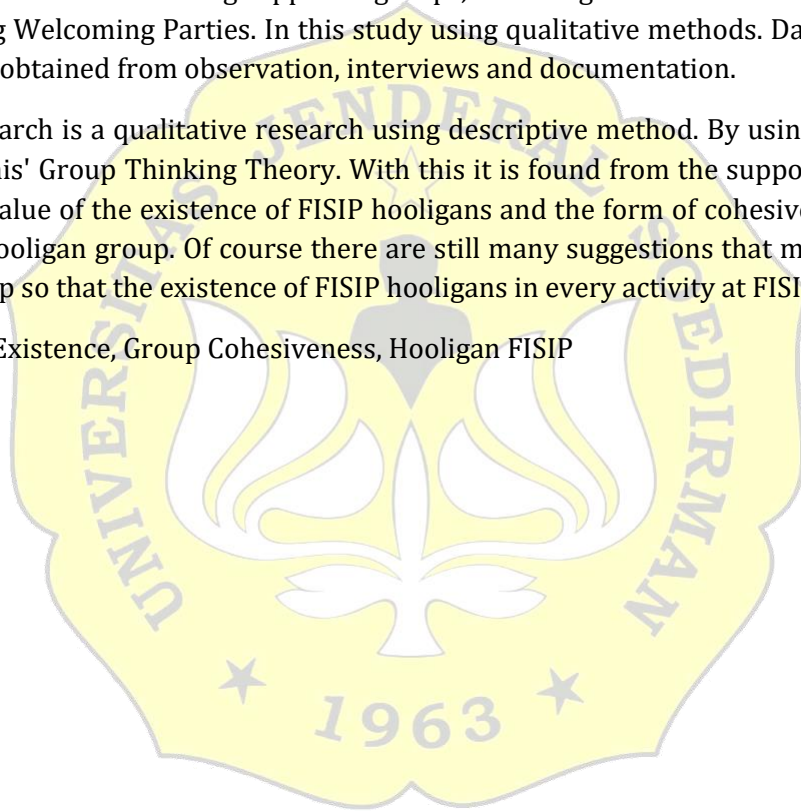 g Welcoming Parties. In this study using qualitative methods. Da
obtained from observation, interviews and documentation.
arch is a qualitative research using descriptive method. By usin
is' Group Thinking Theory. With this it is found from the suppo
alue of the existence of FISIP hooligans and the form of cohesive
ooligan group. Of course there are still many suggestions that m
p so that the existence of FISIP hooligans in every activity at FISI
Existence, Group Cohesiveness, Hooligan FISIP
UNIVERSITAS JENDERAL SOEDIRMAN
1963